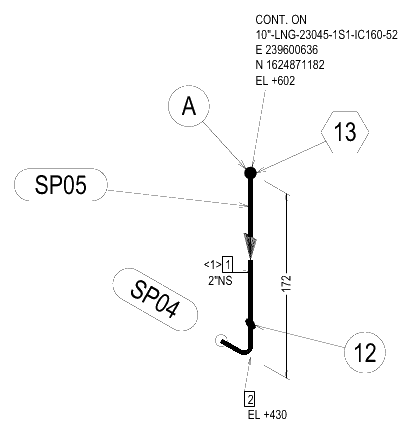 CONT. ON
10"-LNG-23045-1S1-IC160-52
E 239600636
N 1624871182
EL +602
A
13
SP05
<1> 1
2"NS
172
SP04
12
2
EL +430